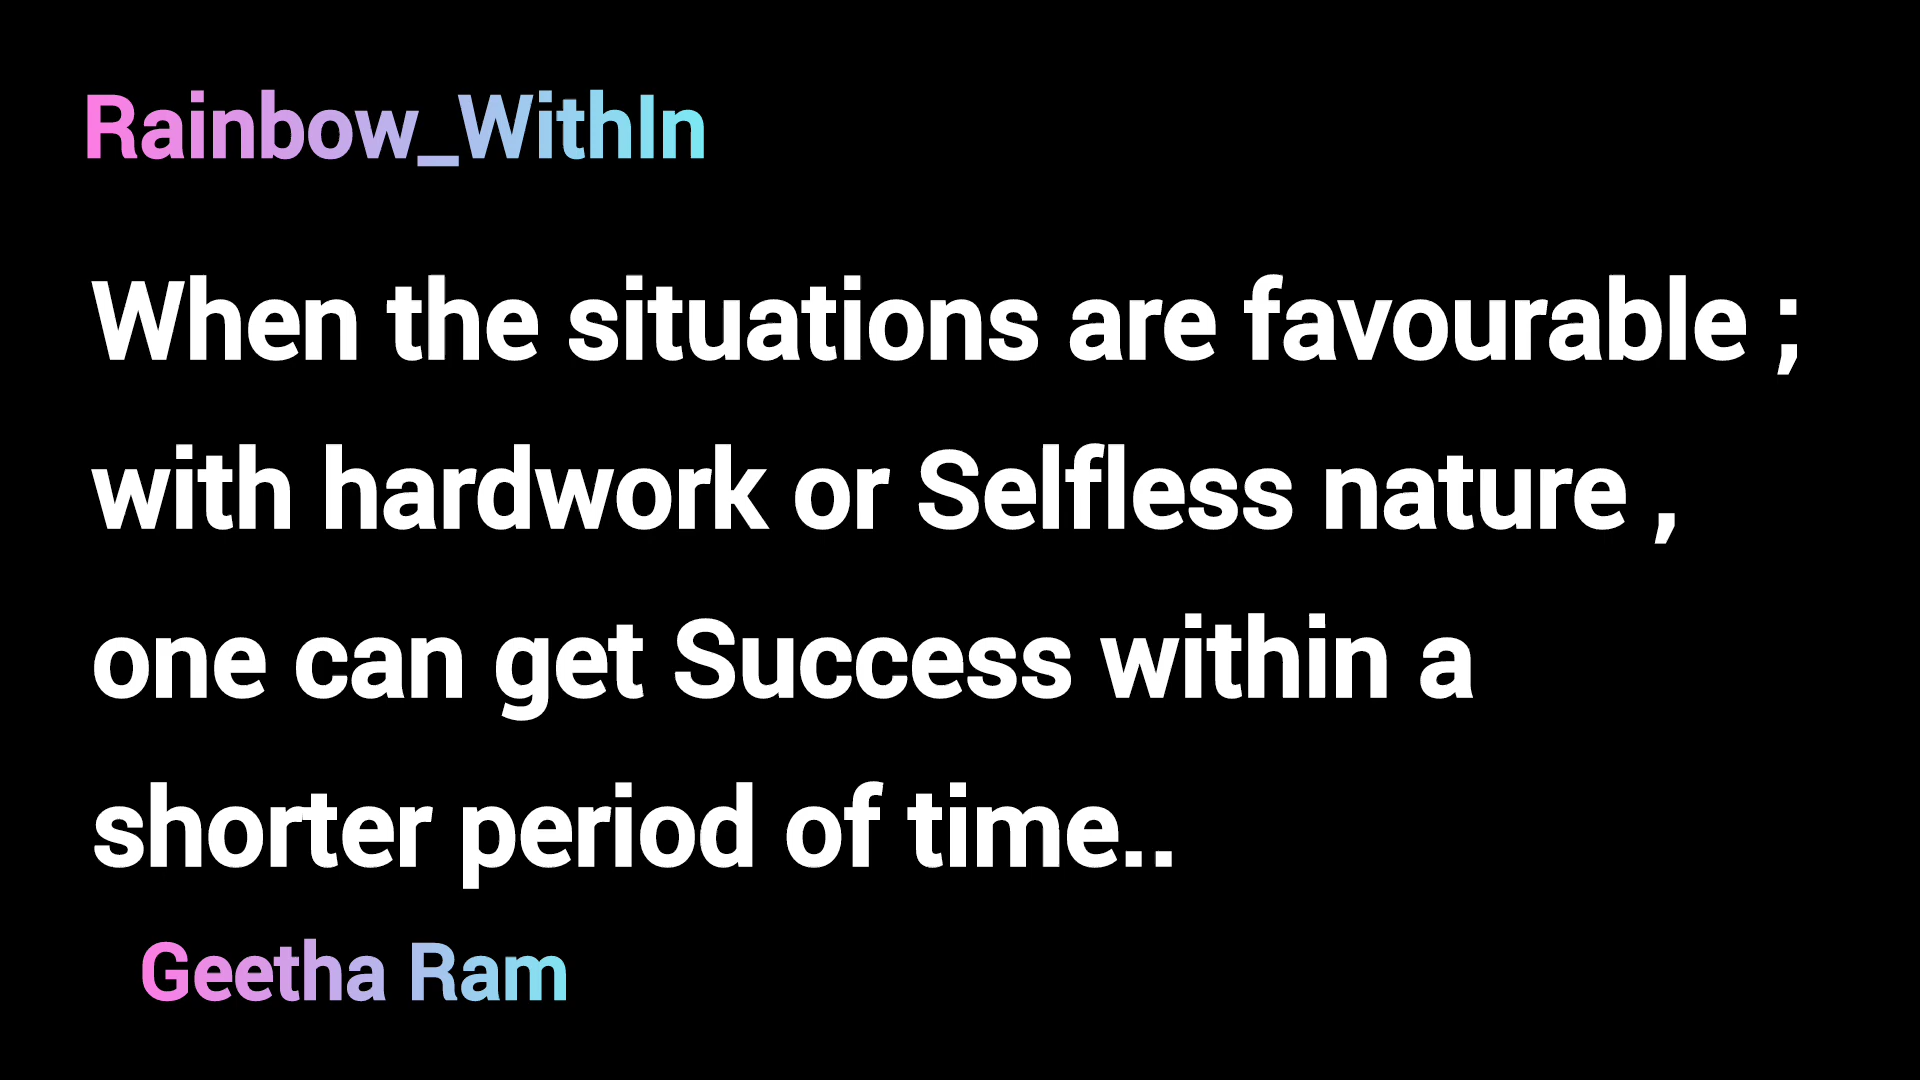 Rainbow_WithIn
When the situations are favourable ;
with hardwork or Selfless nature ,
one can get Success within a
shorter period of time..
Geetha Ram